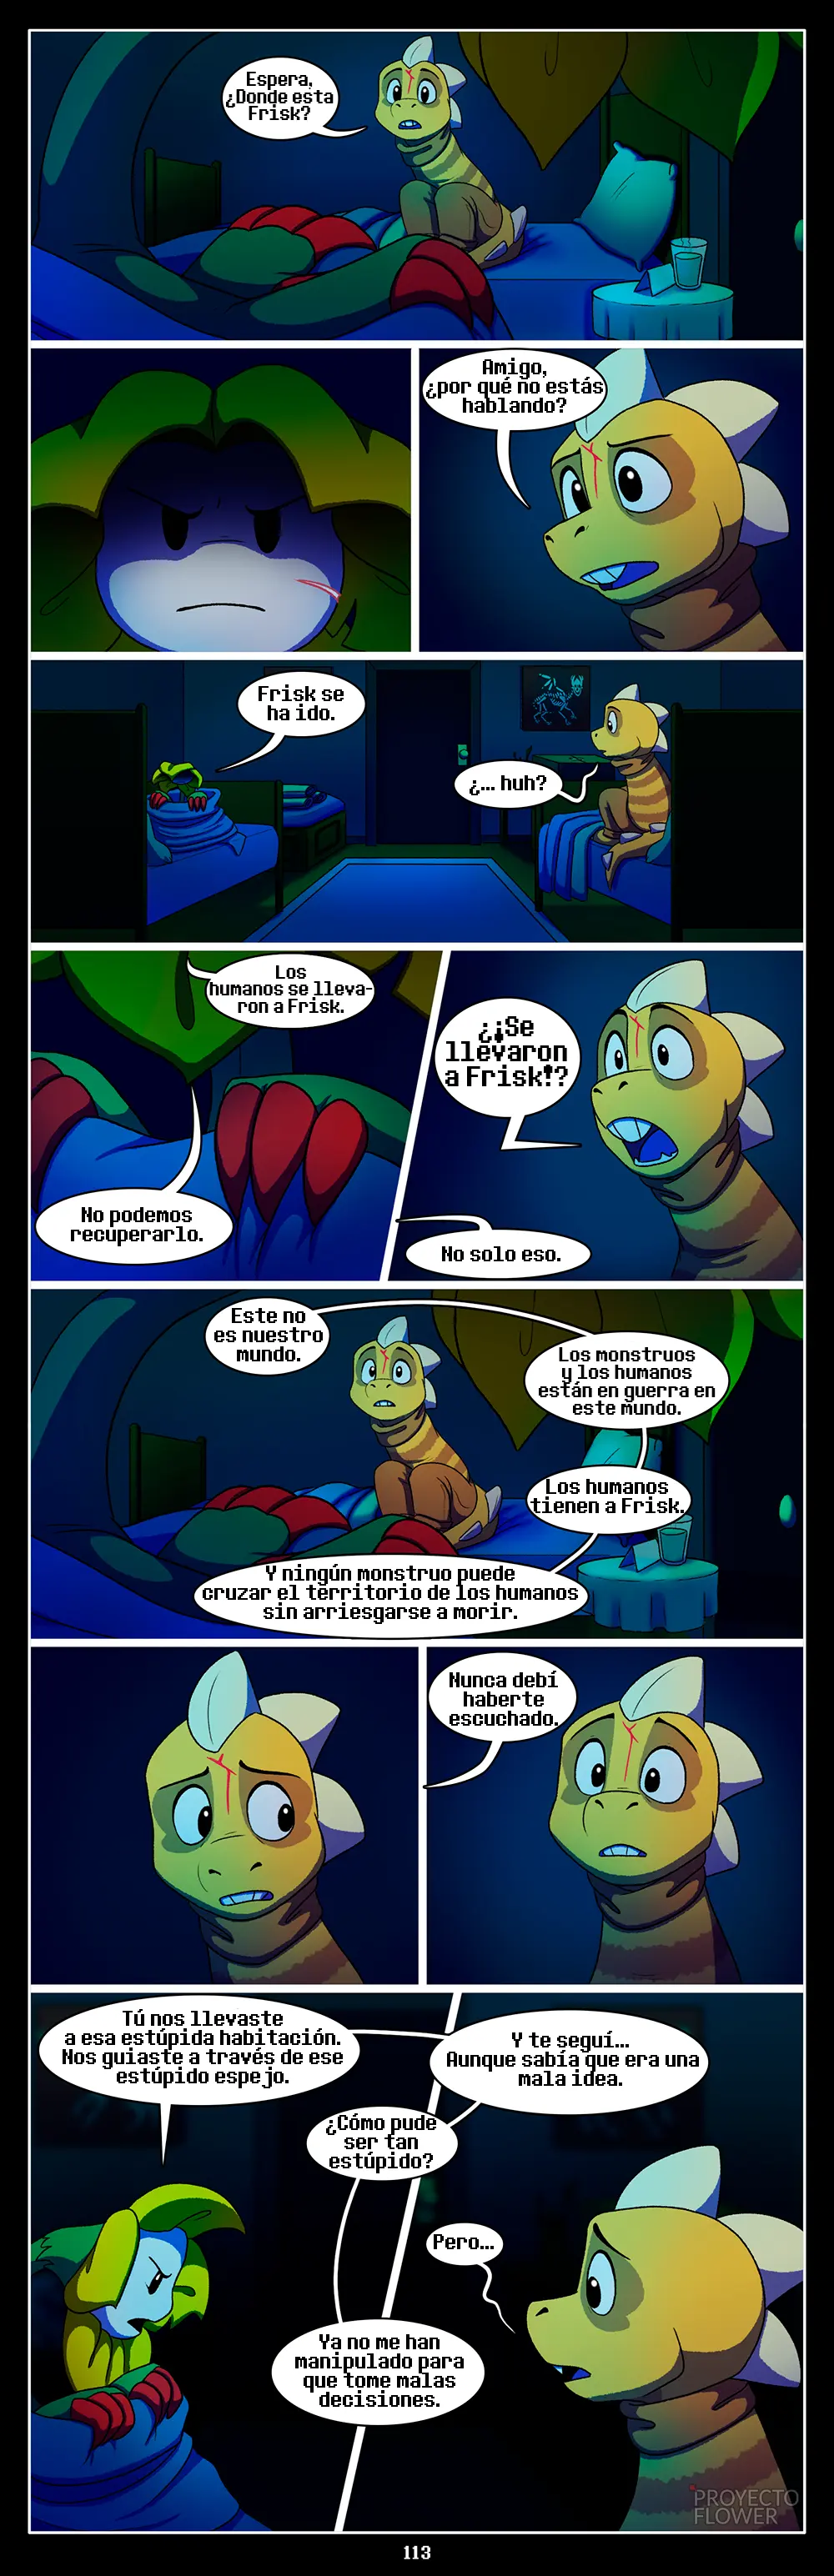 Espera,
¿Donde esta
Frisk?
Amigo,
¿por qué no estás
hablando?
Frisk se
ha ido.
¿... huh?
Los
humanos se lleva-
ron a Frisk.
No podemos
recuperarlo.
¿¡Se
llevaron
a Frisk!?
No solo eso.
Este no
es nuestro
mundo.
Los monstruos
y los humanos
están en guerra en
este mundo.
Los humanos
tienen a Frisk.
Y ningún monstruo puede
cruzar el territorio de los humanos
sin arriesgarse a morir.
Nunca debí
haberte
escuchado.
Tú nos llevaste
a esa estúpida habitación.
Nos guiaste a través de ese
estúpido espejo.
Y te seguí...
Aunque sabía que era una
mala idea.
¿Cómo pude
ser tan
estúpido?
Pero...
Ya no me han
manipulado para
que tome malas
decisiones.
PROYECTO
FLOWER
113